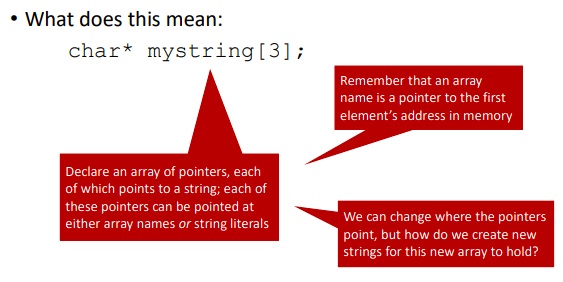 • What does this mean:
char* mystring[3];
Remember that an array
name is a pointer to the first
element's address in memory
Declare an array of pointers, each
of which points to a string; each of
these pointers can be pointed at
either array names or string literals
We can change where the pointers
point, but how do we create new
strings for this new array to hold?